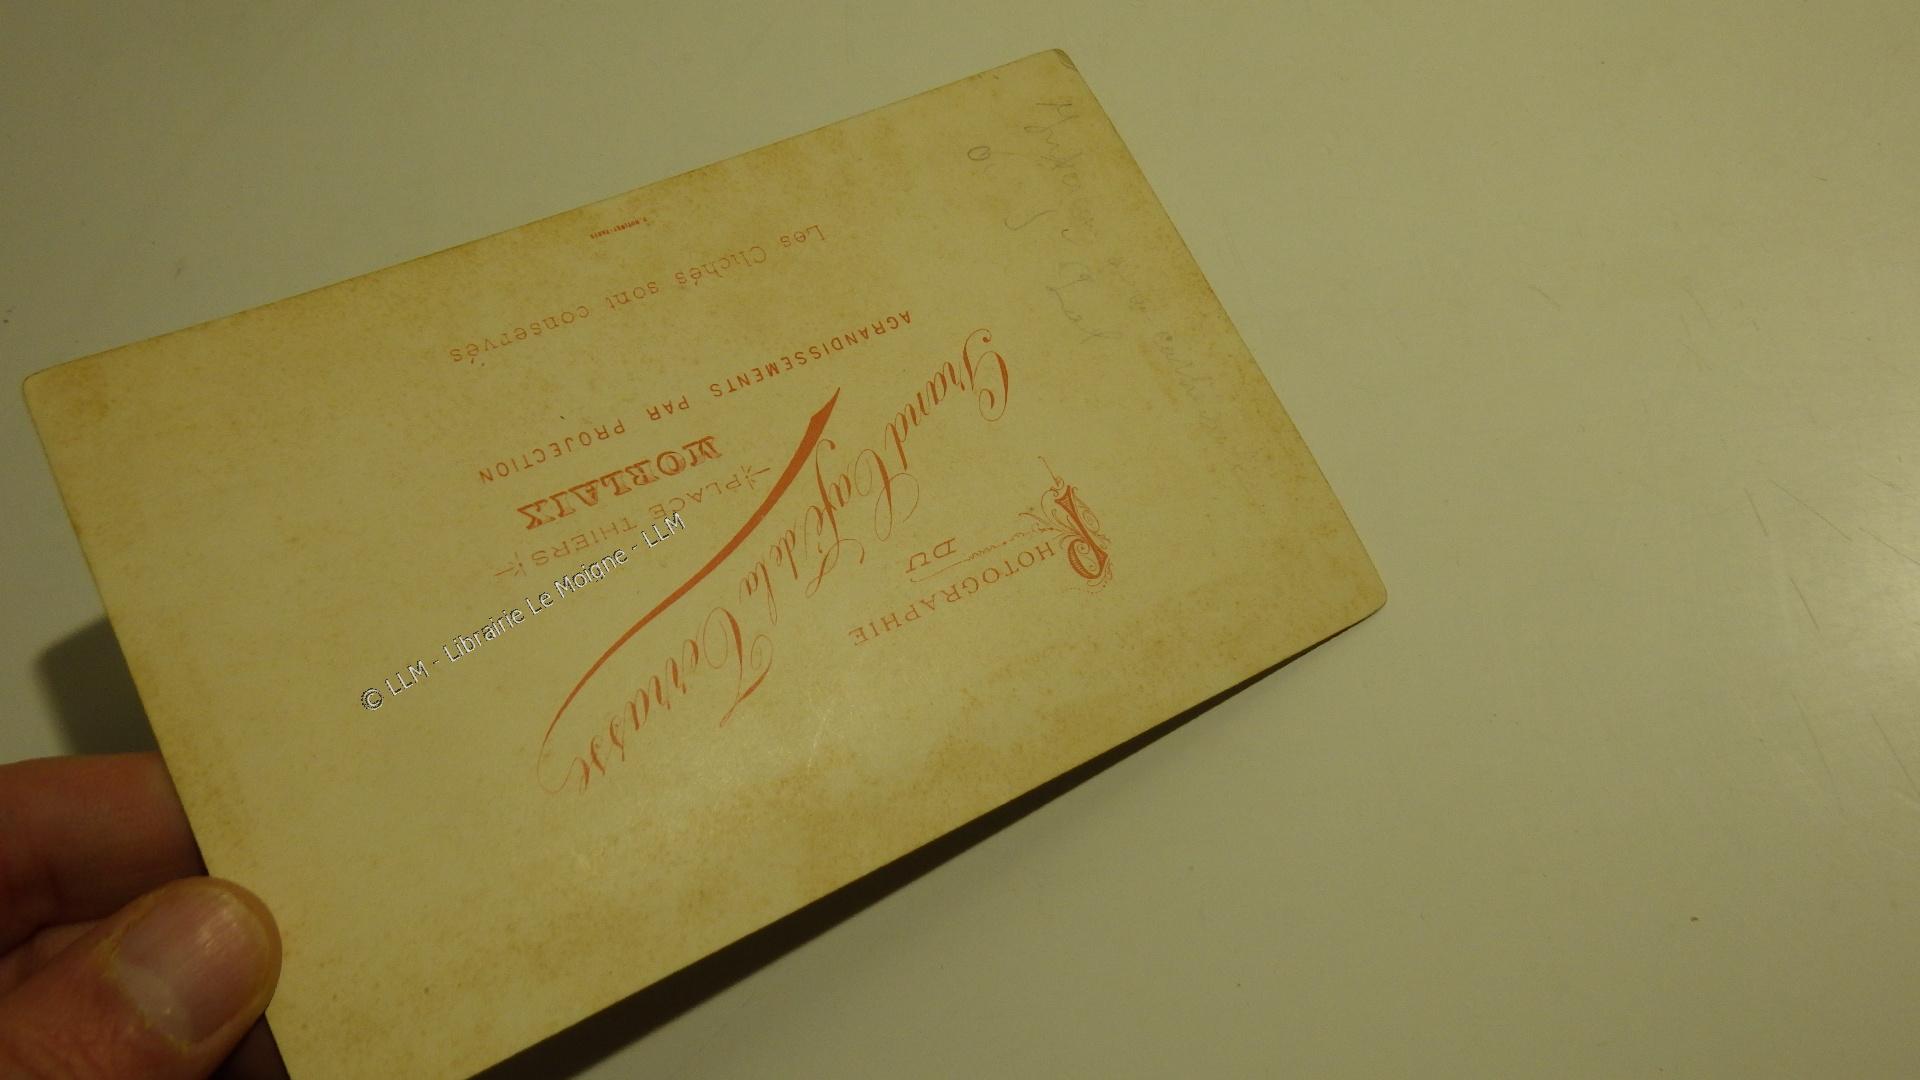 PHOTOGRAPHIE
DU
Grand Café de la Terrasse
PLACE THIERS
MORLAIX
AGRANDISSEMENTS PAR PROJECTION
Les Clichés sont conservés
© LLM - Librairie Le Moigne - LLM